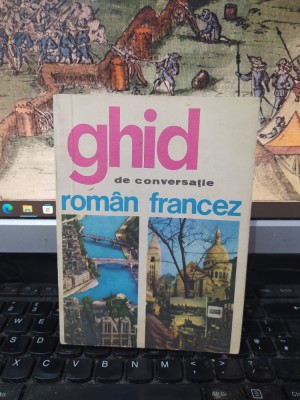 ghid
de conversație
român francez